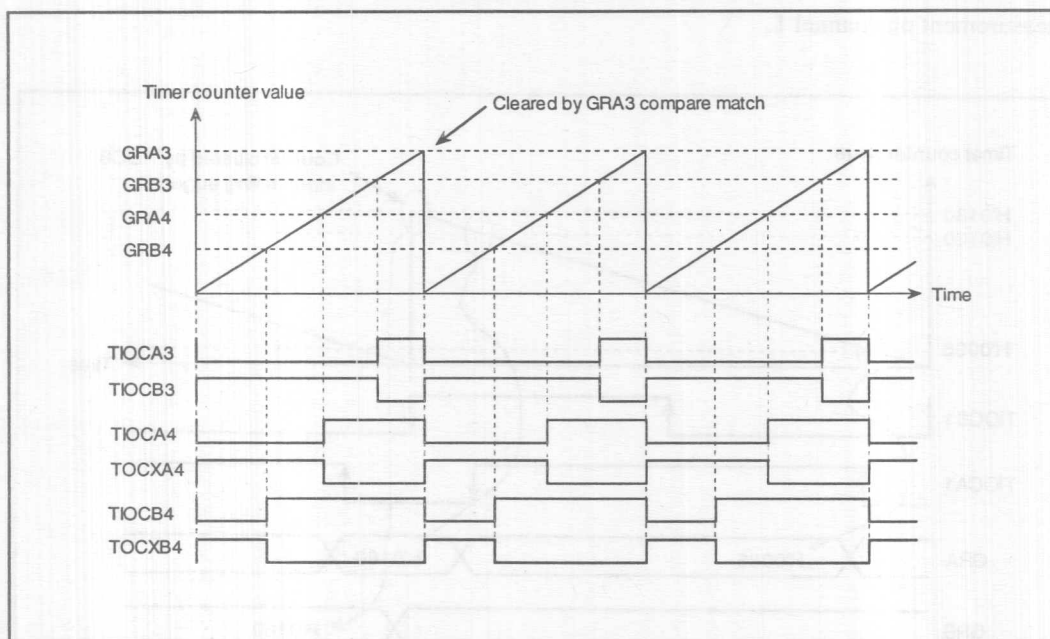 Timer counter value
Cleared by GRA3 compare match
GRA3
GRB3
GRA4
GRB4
Time
TIOCA3
TIOCB3
TIOCA4
TOCXA4
TIOCB4
TOCXB4